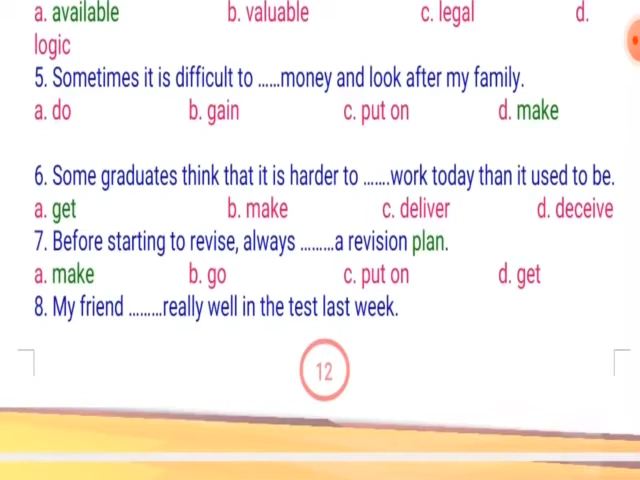 a. available b. valuable c. legal d.
logic
5. Sometimes it is difficult to ......money and look after my family.
a. do b. gain c. put on d. make
6. Some graduates think that it is harder to .......work today than it used to be.
a. get b. make c. deliver d. deceive
7. Before starting to revise, always .........a revision plan.
a. make b. go c. put on d. get
8. My friend .........really well in the test last week.
12